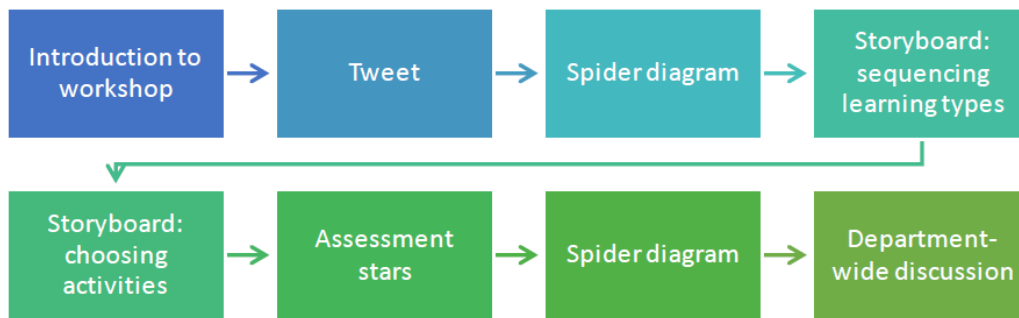 Introduction to
workshop
Tweet
Spider diagram
Storyboard:
sequencing
learning types
Storyboard:
choosing
activities
Assessment
stars
Spider diagram
Department-
wide discussion